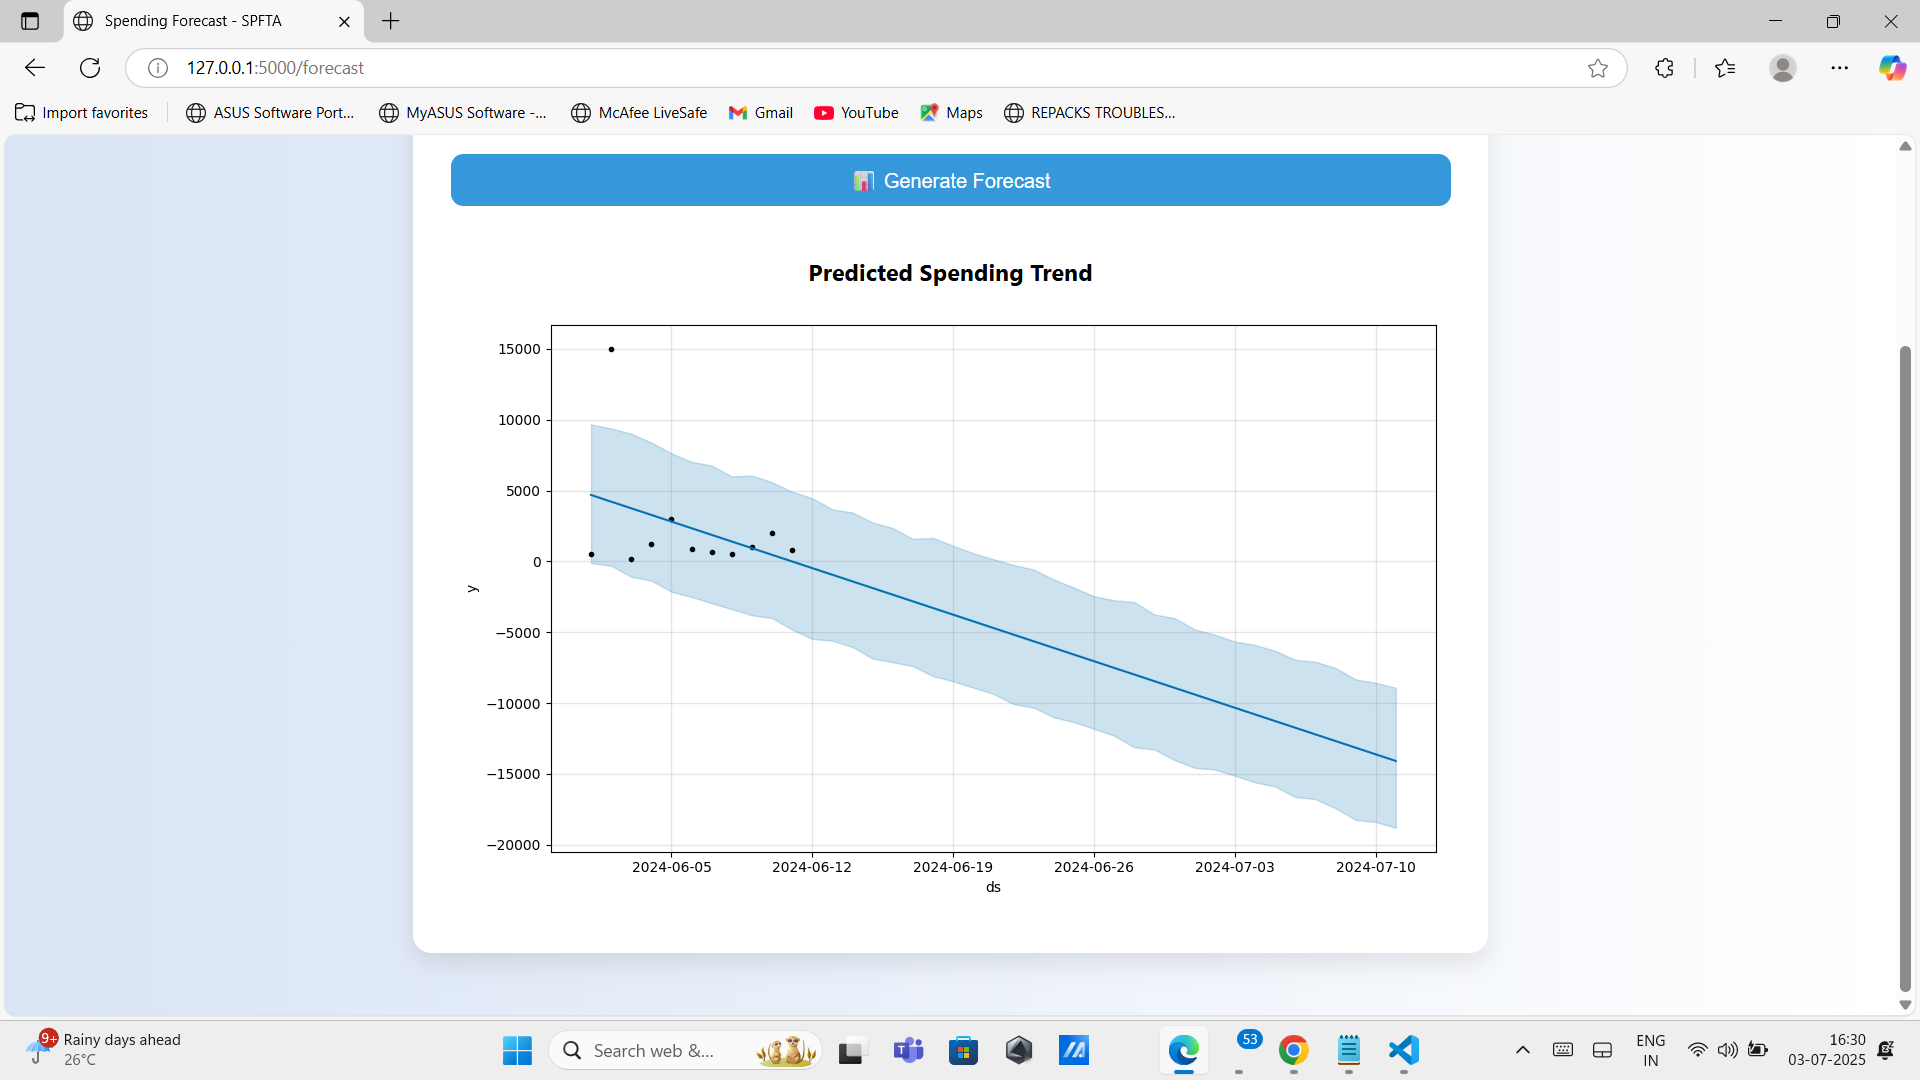 Spending Forecast - SPFTA
127.0.0.1:5000/forecast
Import favorites
ASUS Software Port...
MyASUS Software -...
McAfee LiveSafe
Gmail
YouTube
Maps
REPACKS TROUBLES...
Generate Forecast
Predicted Spending Trend
15000
10000
5000
0
−5000
−10000
−15000
−20000
y
2024-06-05
2024-06-12
2024-06-19
2024-06-26
2024-07-03
2024-07-10
ds
9+
Rainy days ahead
26°C
Search web &...
53
ENG
IN
16:30
03-07-2025